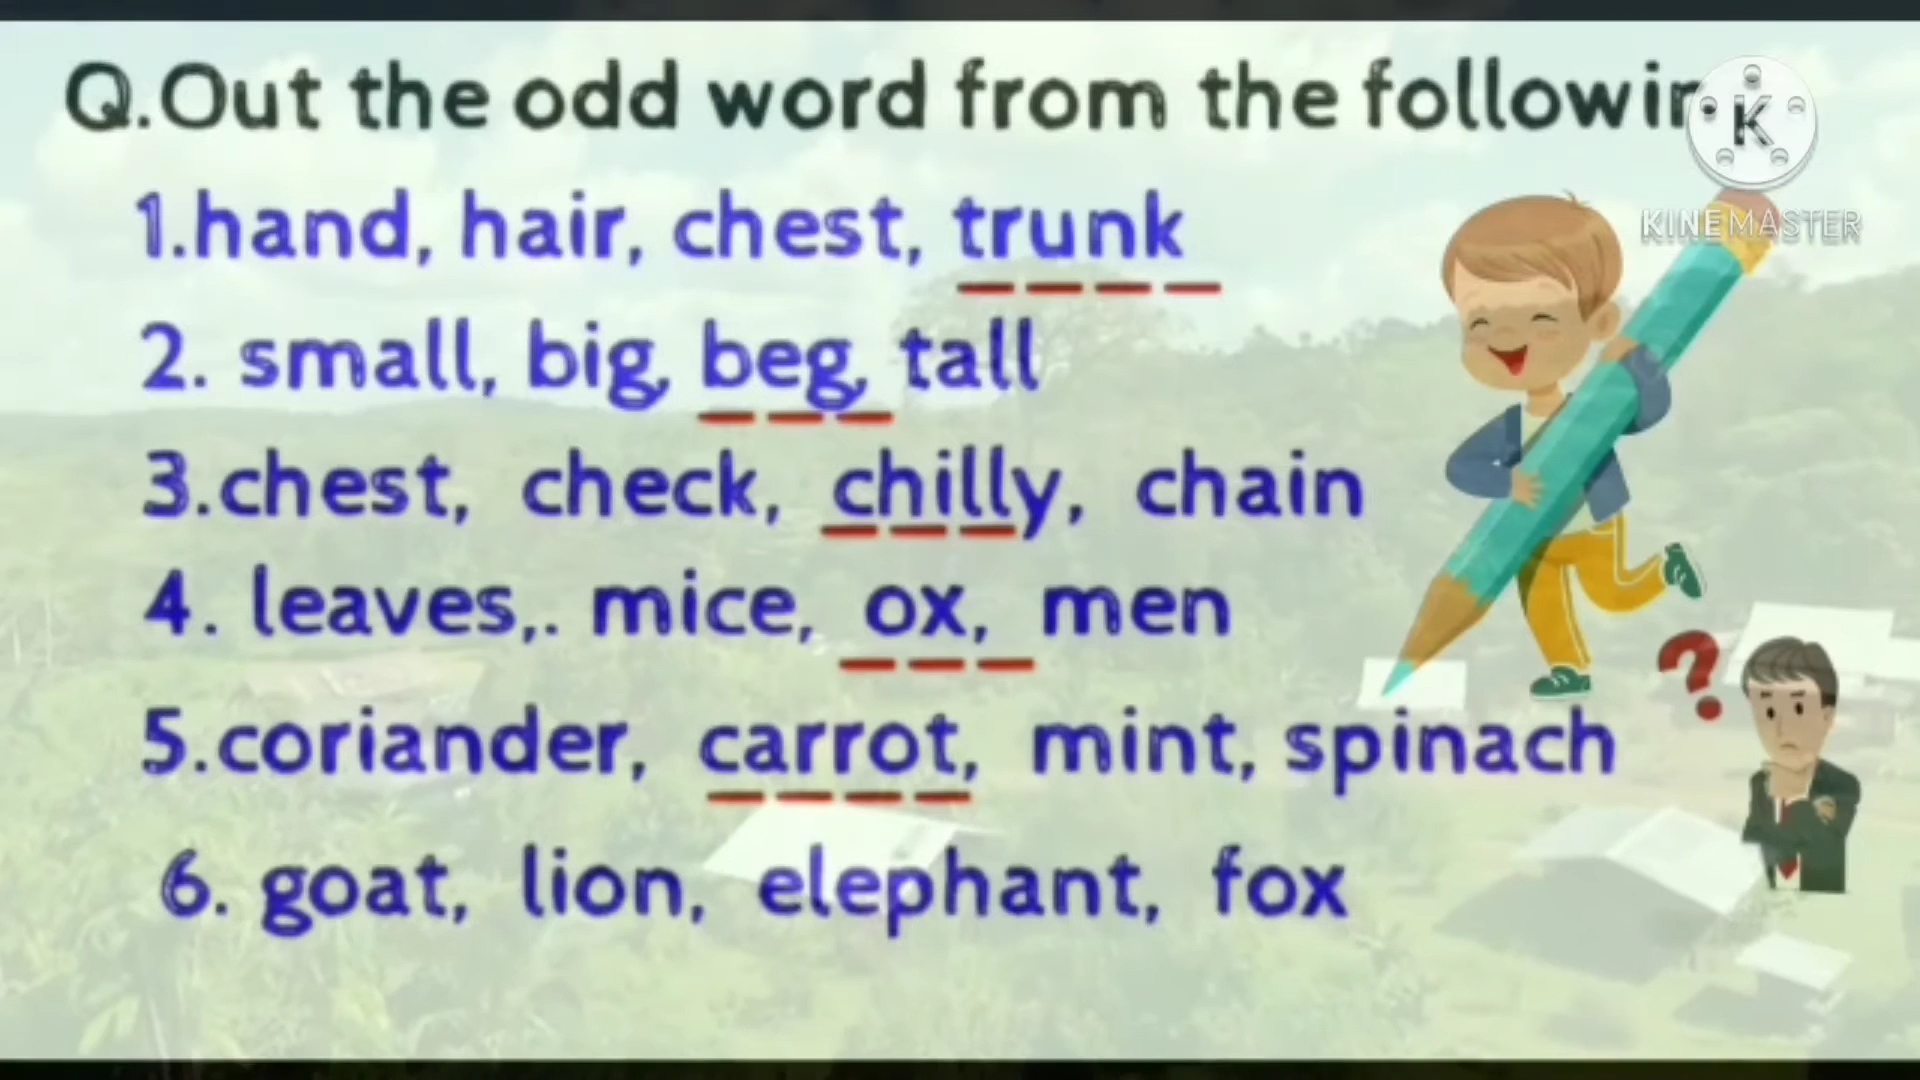 Q.Out the odd word from the followin
K
KINEMASTER
1.hand, hair, chest, trunk
2. small, big, beg, tall
3.chest, check, chilly, chain
4. leaves,. mice, ox, men
5.coriander, carrot, mint, spinach
?
6. goat, lion, elephant, fox